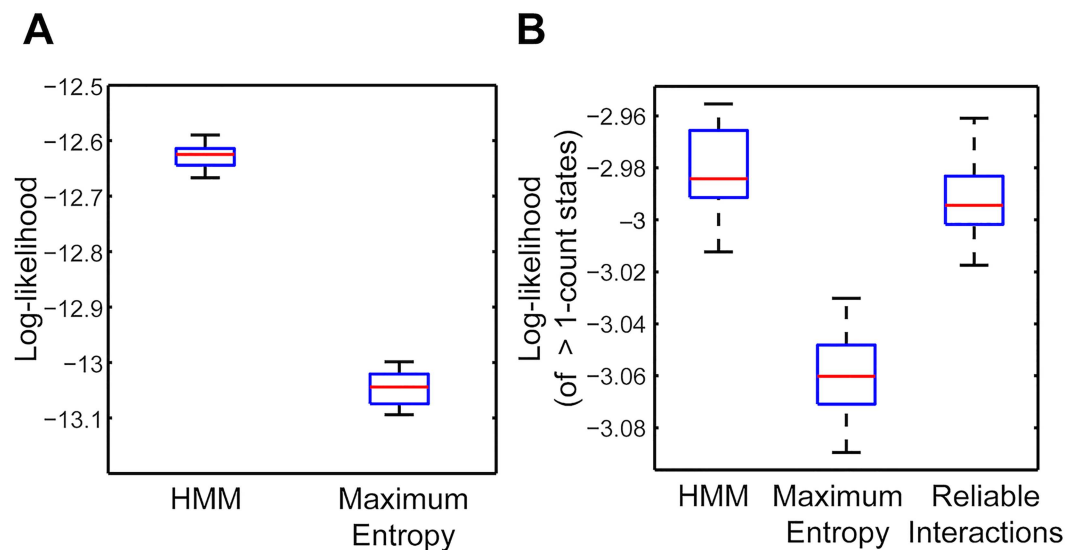 A
Log-likelihood
−12.5
−12.6
−12.7
−12.8
−12.9
−13
−13.1
HMM
Maximum
Entropy
B
Log-likelihood
(of > 1-count states)
−2.96
−2.98
−3
−3.02
−3.04
−3.06
−3.08
HMM
Maximum
Entropy
Reliable
Interactions